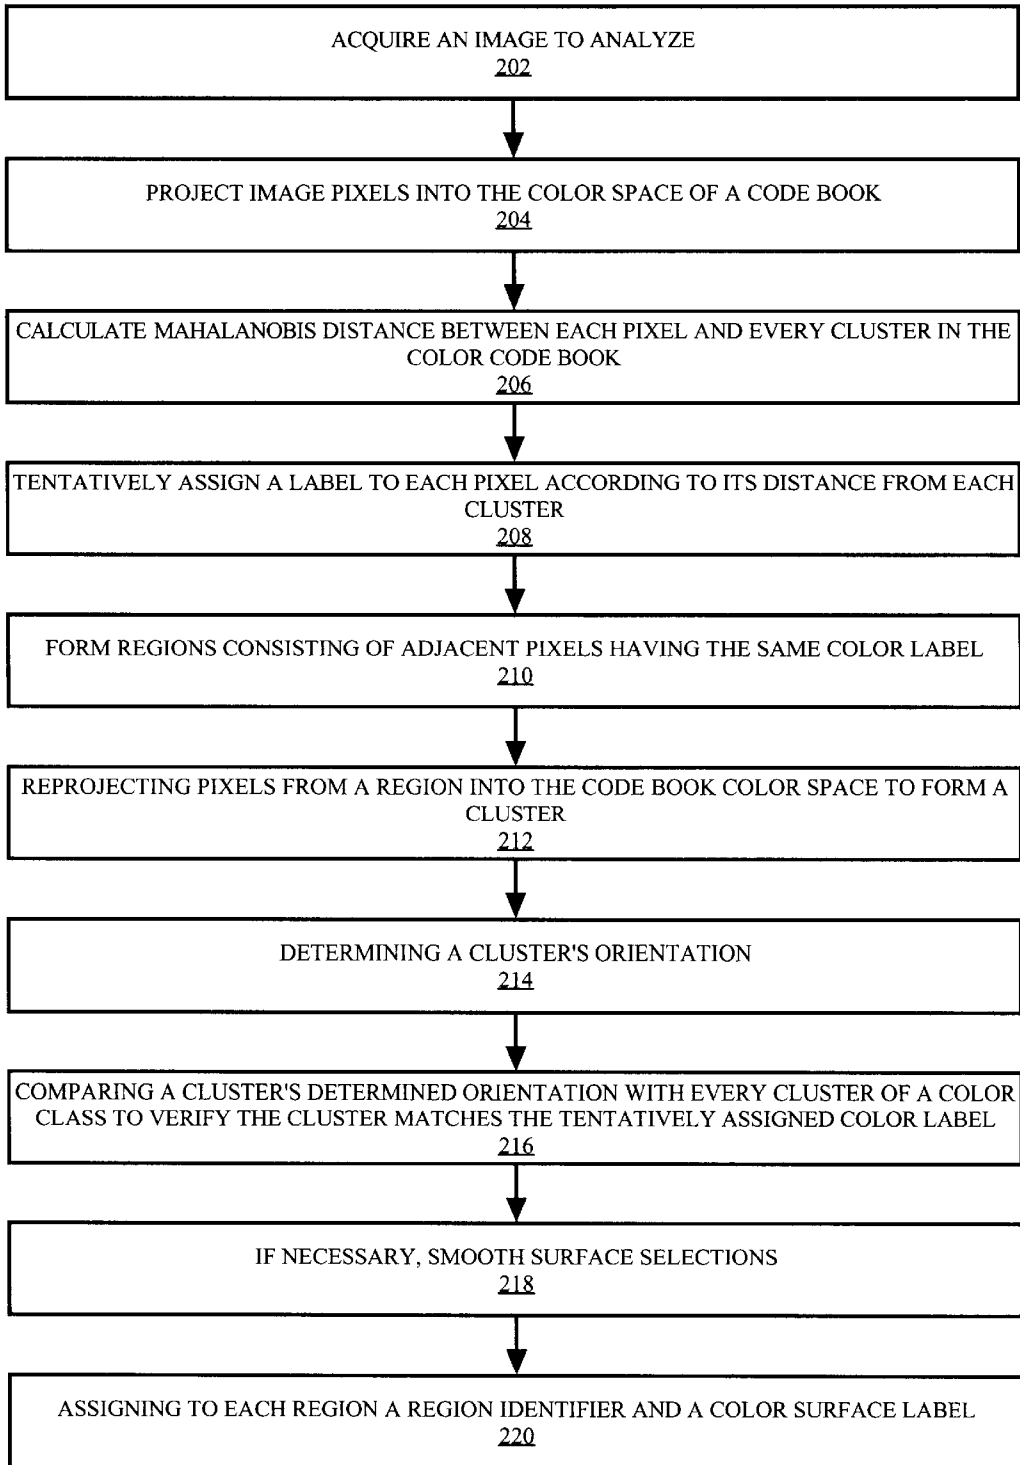 ACQUIRE AN IMAGE TO ANALYZE
202
PROJECT IMAGE PIXELS INTO THE COLOR SPACE OF A CODE BOOK
204
CALCULATE MAHALANOBIS DISTANCE BETWEEN EACH PIXEL AND EVERY CLUSTER IN THE
COLOR CODE BOOK
206
TENTATIVELY ASSIGN A LABEL TO EACH PIXEL ACCORDING TO ITS DISTANCE FROM EACH
CLUSTER
208
FORM REGIONS CONSISTING OF ADJACENT PIXELS HAVING THE SAME COLOR LABEL
210
REPROJECTING PIXELS FROM A REGION INTO THE CODE BOOK COLOR SPACE TO FORM A
CLUSTER
212
DETERMINING A CLUSTER'S ORIENTATION
214
COMPARING A CLUSTER'S DETERMINED ORIENTATION WITH EVERY CLUSTER OF A COLOR
CLASS TO VERIFY THE CLUSTER MATCHES THE TENTATIVELY ASSIGNED COLOR LABEL
216
IF NECESSARY, SMOOTH SURFACE SELECTIONS
218
ASSIGNING TO EACH REGION A REGION IDENTIFIER AND A COLOR SURFACE LABEL
220